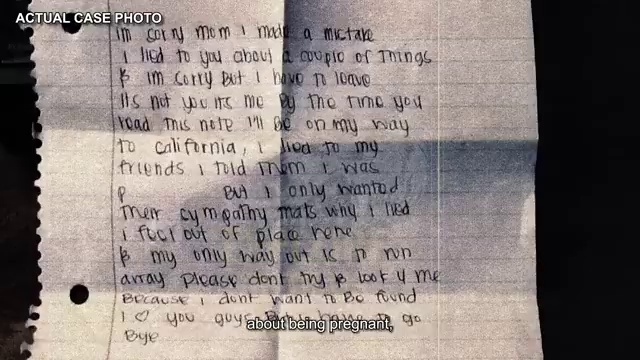 ACTUAL CASE PHOTO
Im sorry mom I made a mistake
I lied to you about a couple of Things
& im sorry But I have to leave
Its not you its me By the time you
read this note I'll Be on my way
to california, I lied to my
friends I told them I was
P But I only wanted
Their cympathy thats why I lied
I feel out of place here
& my only way out is to run
array please dont try & look 4 me
Because I dont want to Be found
I ♡ you guys But have to go
Bye
about being pregnant,